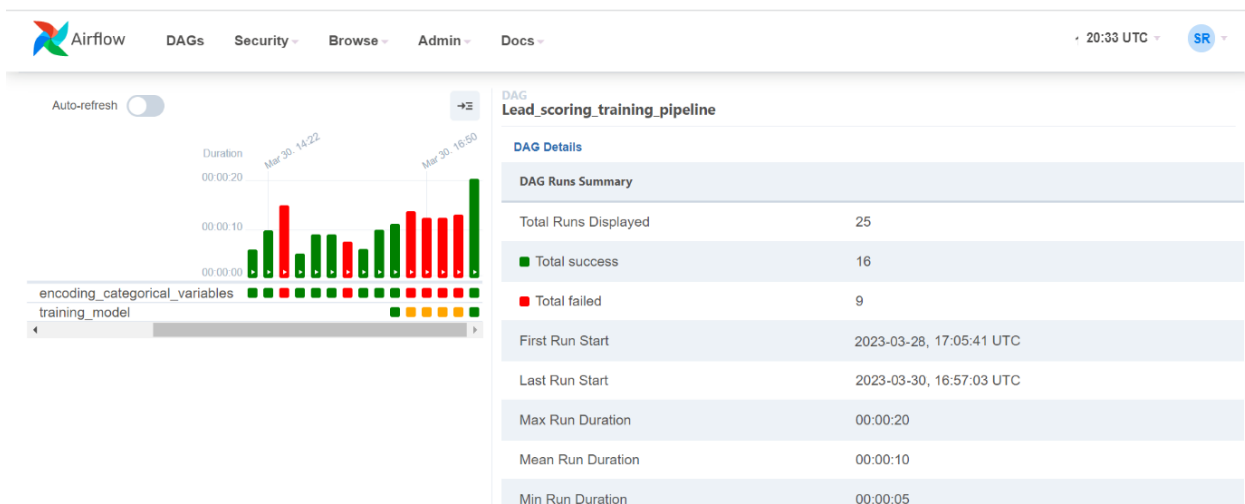 Airflow DAGs Security Browse Admin Docs 20:33 UTC SR
Auto-refresh
DAG
Lead_scoring_training_pipeline
Duration
Mar 30, 14:22
Mar 30, 16:50
00:00:20
00:00:10
00:00:00
encoding_categorical_variables
training_model
DAG Details
DAG Runs Summary
Total Runs Displayed 25
Total success 16
Total failed 9
First Run Start 2023-03-28, 17:05:41 UTC
Last Run Start 2023-03-30, 16:57:03 UTC
Max Run Duration 00:00:20
Mean Run Duration 00:00:10
Min Run Duration 00:00:05